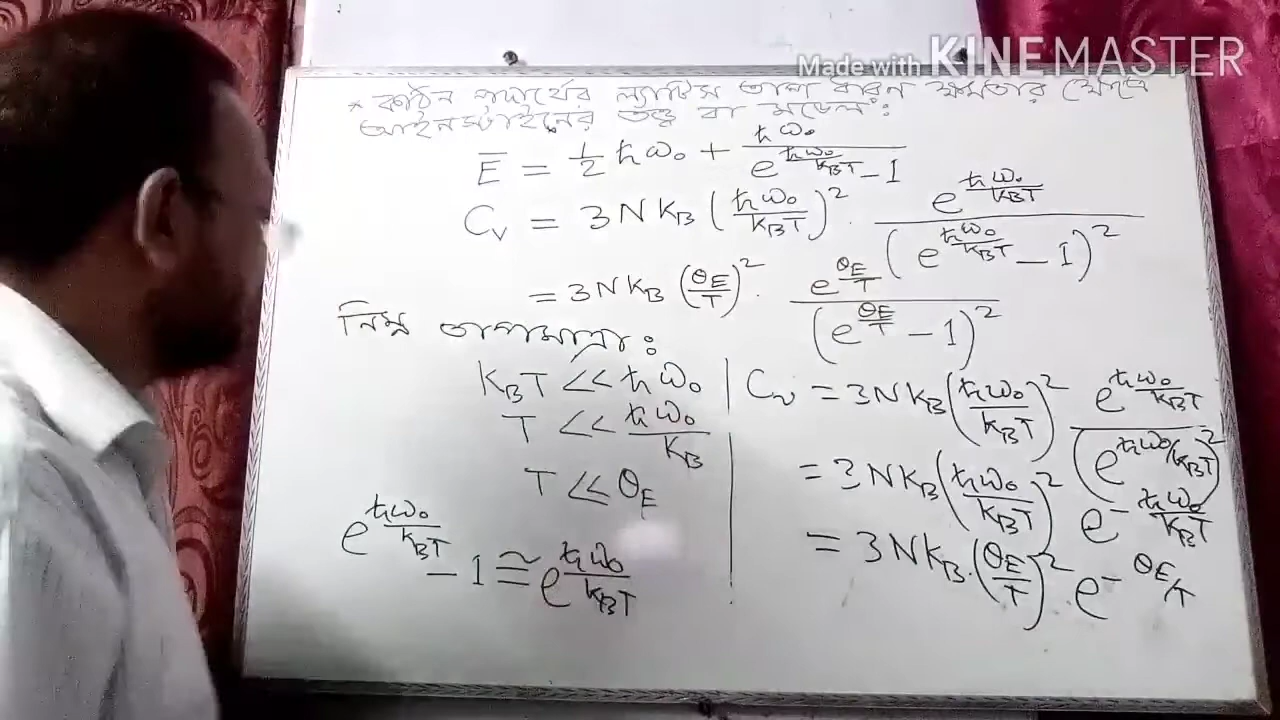 Made with KINEMASTER
* কঠিন পদার্থের ল্যাটিস তাপ ধারণ ক্ষমতার ক্ষেত্রে
আইনস্টাইনের তত্ত্ব বা মডেল:
E̅ = 1/2 ħω₀ + ħω₀ / (e^(ħω₀/k_BT) - 1)
C_v = 3Nk_B (ħω₀/k_BT)² · e^(ħω₀/k_BT) / (e^(ħω₀/k_BT) - 1)²
= 3Nk_B (θ_E/T)² · e^(θ_E/T) / (e^(θ_E/T) - 1)²
নিম্ন তাপমাত্রা:
k_BT << ħω₀
T << ħω₀/k_B
T << θ_E
e^(ħω₀/k_BT) - 1 ≅ e^(ħω₀/k_BT)
C_v = 3Nk_B (ħω₀/k_BT)² e^(ħω₀/k_BT) / (e^(ħω₀/k_BT))²
= 3Nk_B (ħω₀/k_BT)² e^(-ħω₀/k_BT)
= 3Nk_B · (θ_E/T)² e^(-θ_E/T)